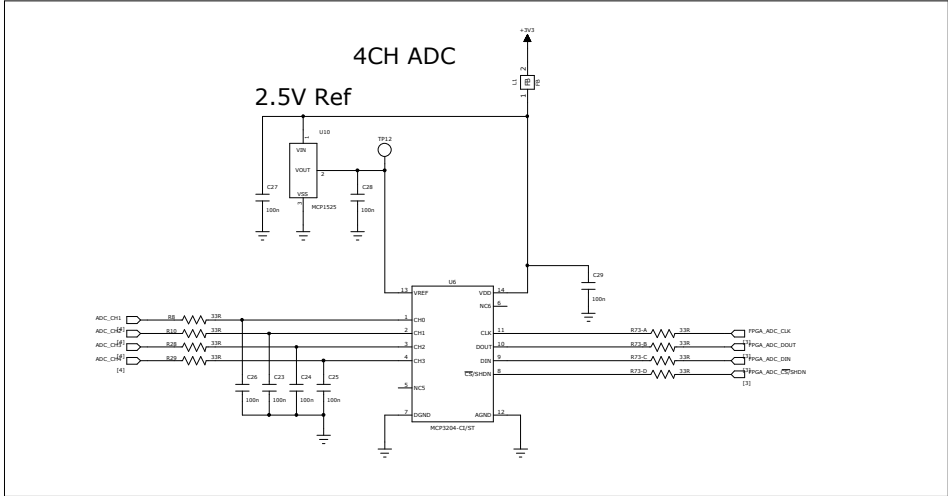 +3V3
4CH ADC
2
L1
FB
FB
1
2.5V Ref
U10
1
VIN
VOUT
2
VSS
3
MCP1525
TP12
C27
100n
C28
100n
C29
100n
U6
13 VREF
VDD 14
NC6 6
ADC_CH1 R8 33R 1 CH0
[4]
ADC_CH2 R10 33R 2 CH1
CLK 11 R73-A 33R FPGA_ADC_CLK
[4]
[3]
ADC_CH3 R28 33R 3 CH2
DOUT 10 R73-B 33R FPGA_ADC_DOUT
[4]
[3]
ADC_CH4 R29 33R 4 CH3
DIN 9 R73-C 33R FPGA_ADC_DIN
[4]
[3]
CS/SHDN 8 R73-D 33R FPGA_ADC_CS/SHDN
[3]
C26 C23 C24 C25
100n 100n 100n 100n
5 NC5
7 DGND
AGND 12
MCP3204-CI/ST